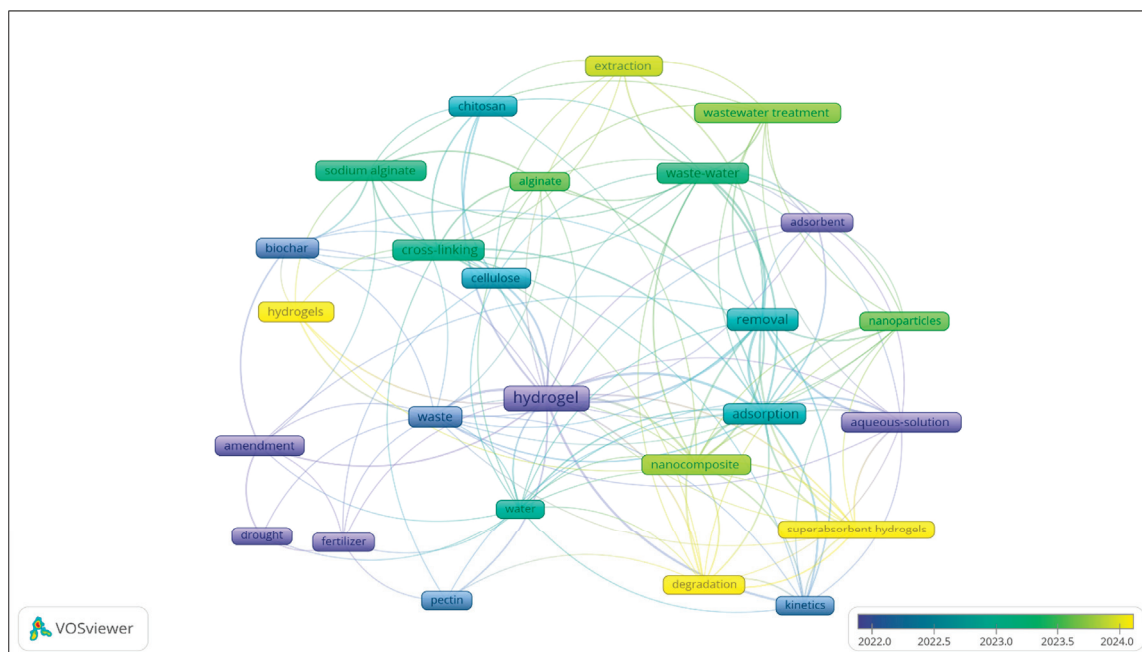 extraction
chitosan
wastewater treatment
sodium alginate
alginate
waste-water
adsorbent
biochar
cross-linking
cellulose
hydrogels
removal
nanoparticles
hydrogel
waste
adsorption
aqueous-solution
amendment
nanocomposite
water
drought
fertilizer
superabsorbent hydrogels
degradation
pectin
kinetics
VOSviewer
2022.0 2022.5 2023.0 2023.5 2024.0